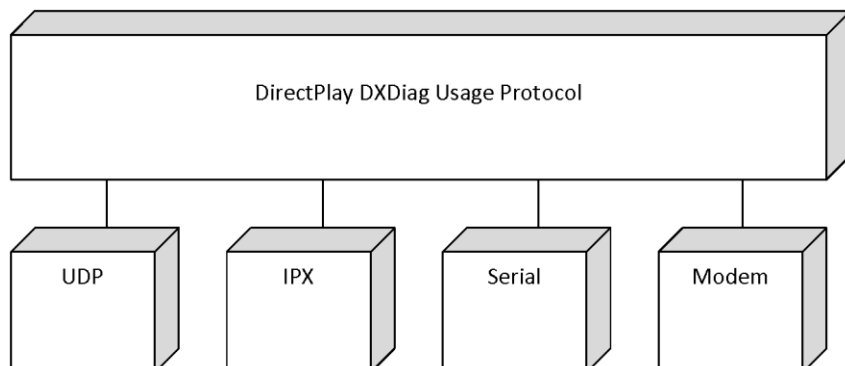 DirectPlay DXDiag Usage Protocol
UDP
IPX
Serial
Modem